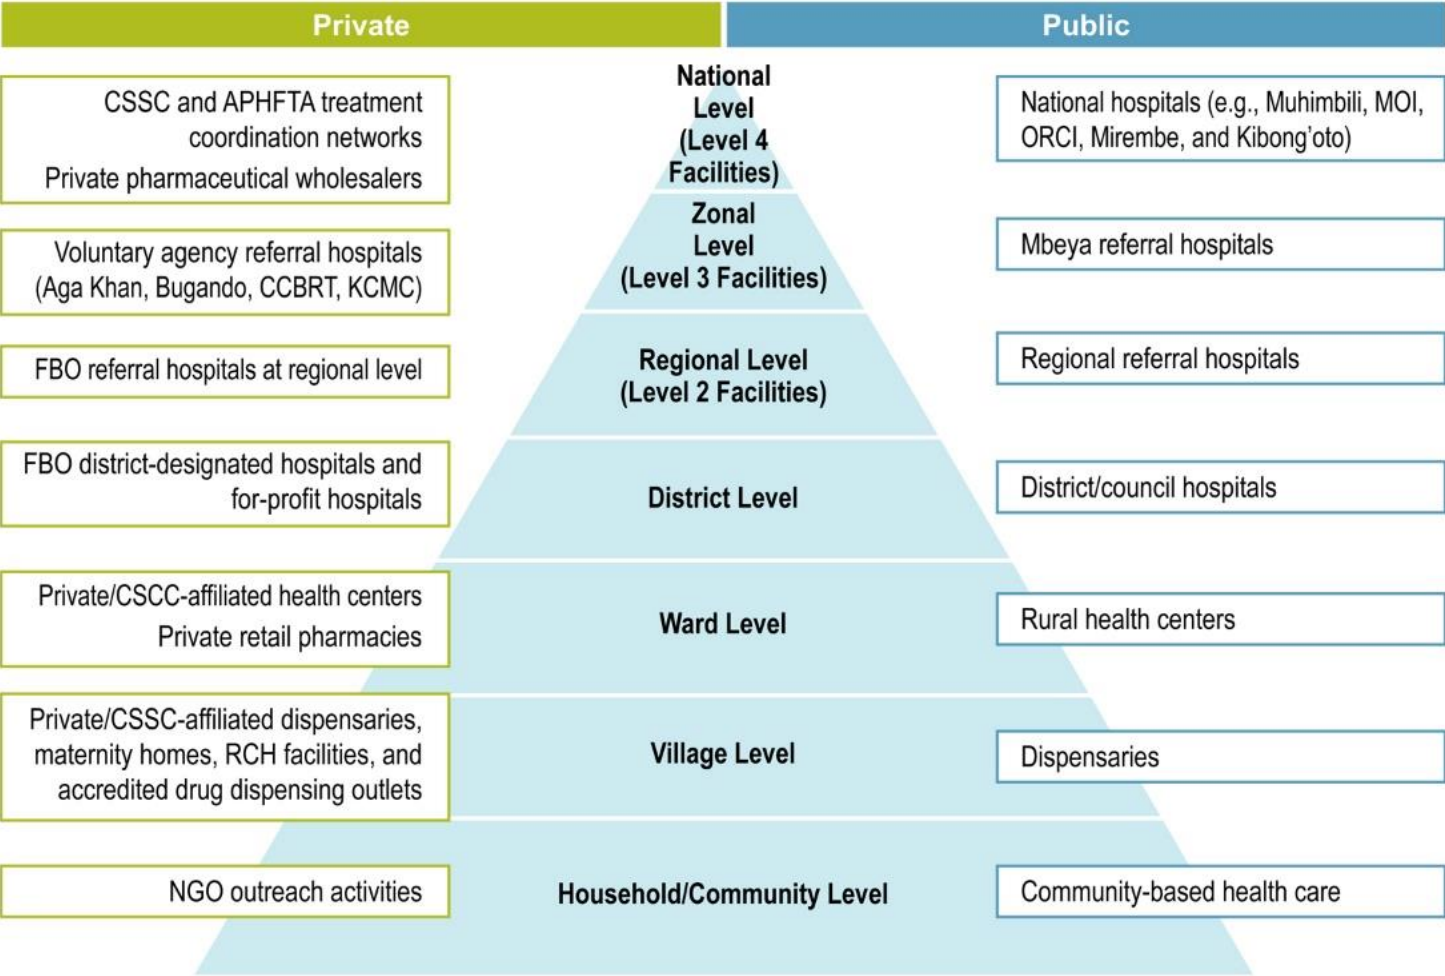 Private
Public
CSSC and APHFTA treatment
coordination networks
Private pharmaceutical wholesalers
National
Level
(Level 4
Facilities)
National hospitals (e.g., Muhimbili, MOI,
ORCI, Mirembe, and Kibong’oto)
Voluntary agency referral hospitals
(Aga Khan, Bugando, CCBRT, KCMC)
Zonal
Level
(Level 3 Facilities)
Mbeya referral hospitals
FBO referral hospitals at regional level
Regional Level
(Level 2 Facilities)
Regional referral hospitals
FBO district-designated hospitals and
for-profit hospitals
District Level
District/council hospitals
Private/CSCC-affiliated health centers
Private retail pharmacies
Ward Level
Rural health centers
Private/CSSC-affiliated dispensaries,
maternity homes, RCH facilities, and
accredited drug dispensing outlets
Village Level
Dispensaries
NGO outreach activities
Household/Community Level
Community-based health care